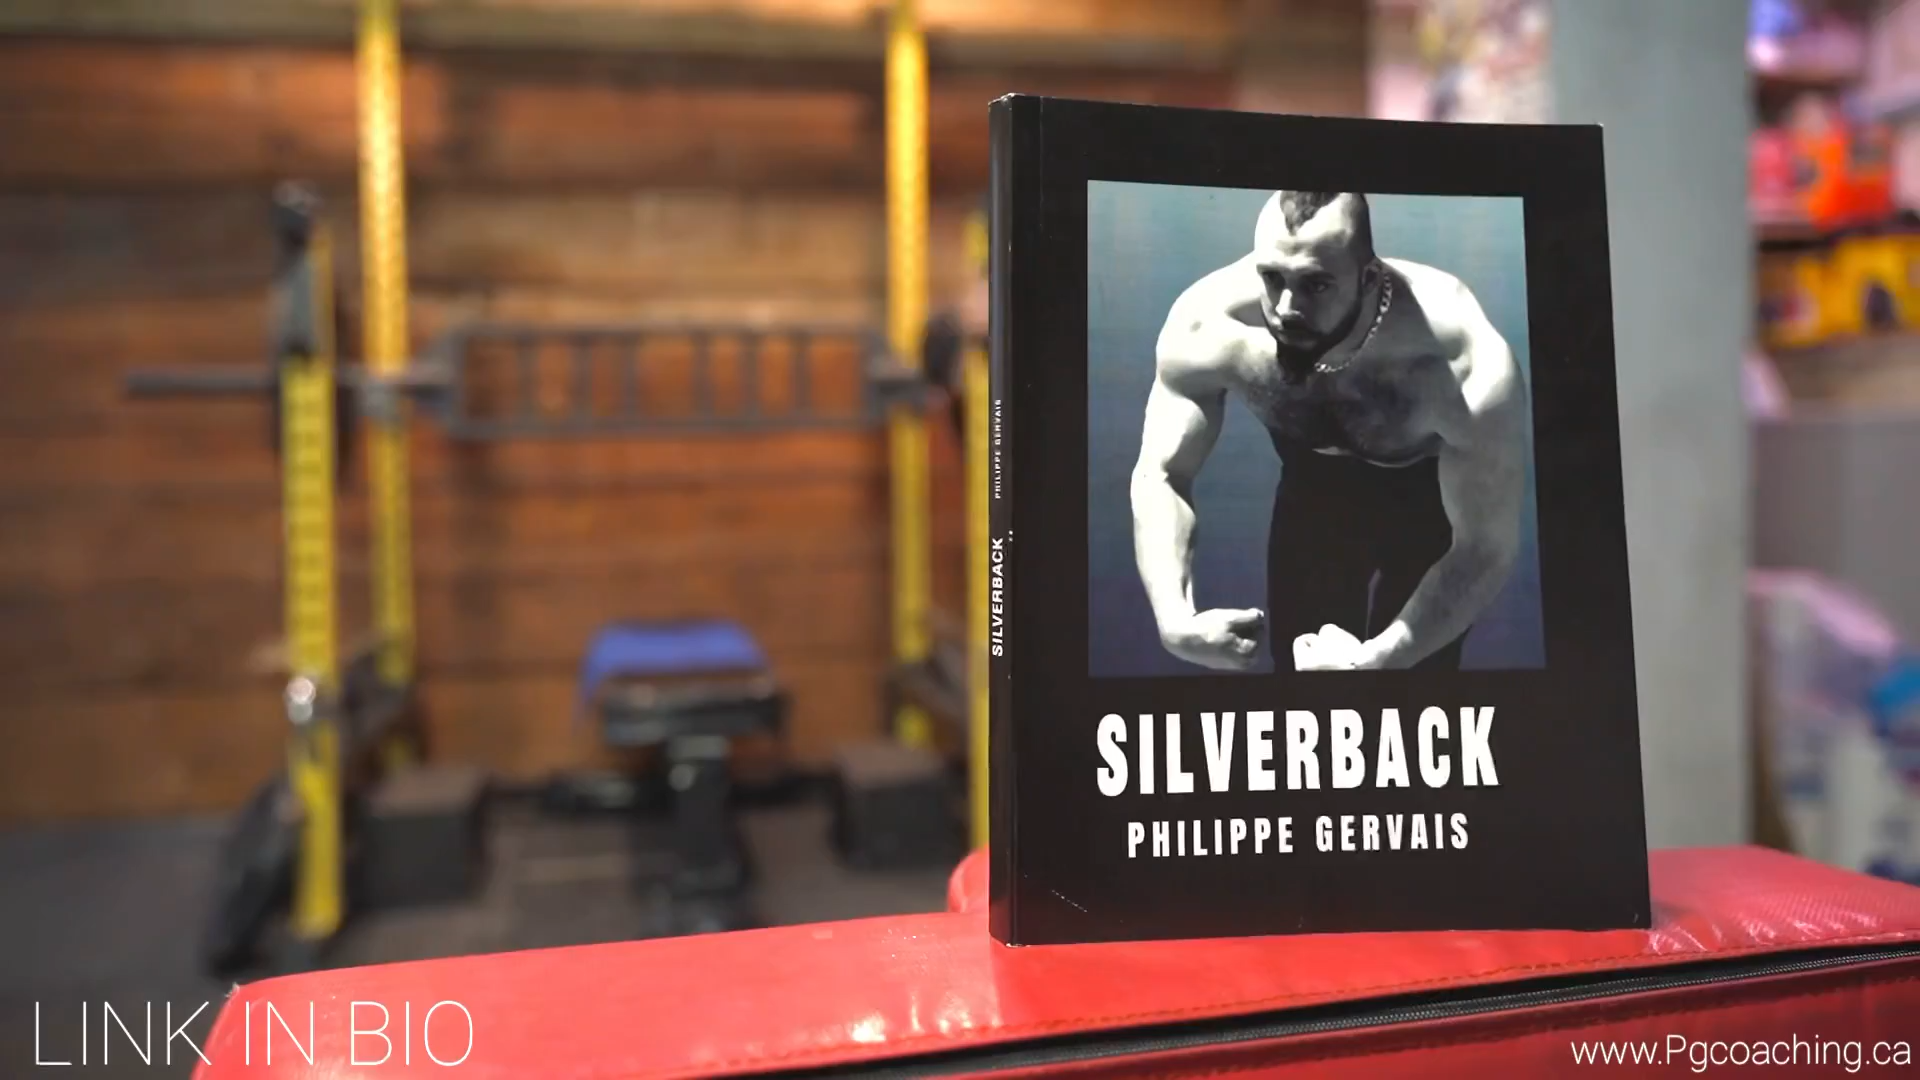 PHILIPPE GERVAIS
SILVERBACK
SILVERBACK
PHILIPPE GERVAIS
LINK IN BIO
www.Pgcoaching.ca